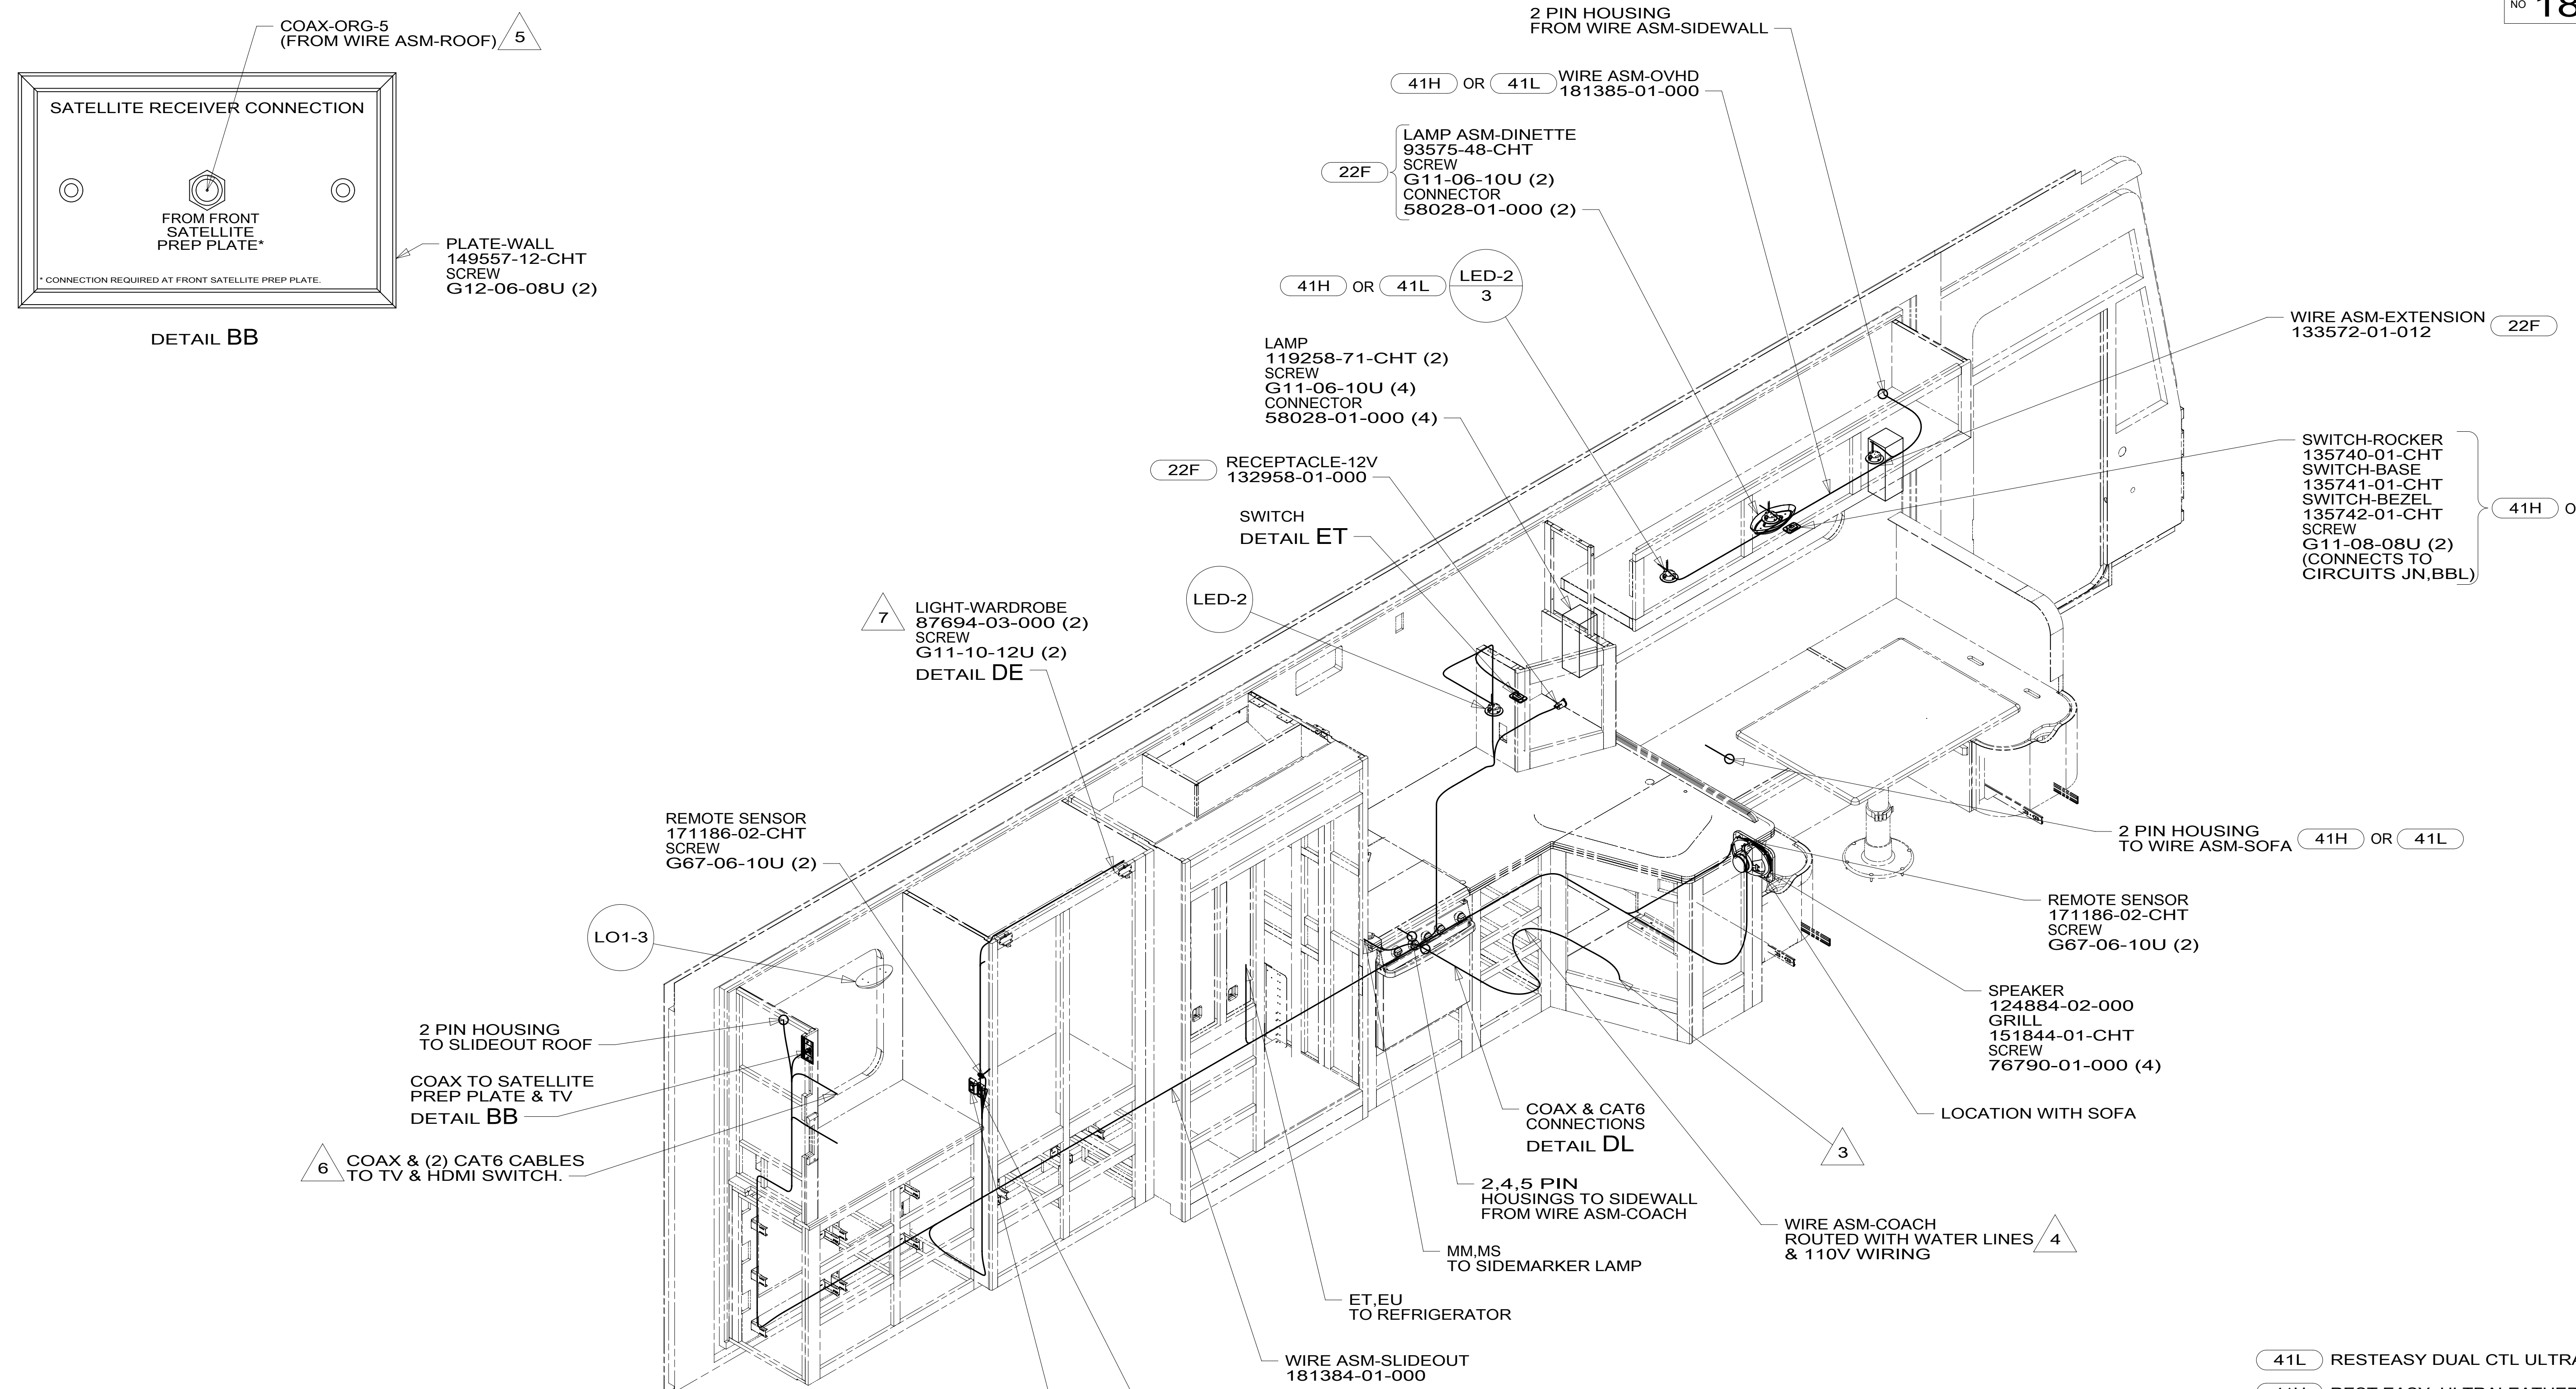 COAX-ORG-5
(FROM WIRE ASM-ROOF) 5
SATELLITE RECEIVER CONNECTION
FROM FRONT
SATELLITE
PREP PLATE*
* CONNECTION REQUIRED AT FRONT SATELLITE PREP PLATE.
PLATE-WALL
149557-12-CHT
SCREW
G12-06-08U (2)
DETAIL BB
NO 18
2 PIN HOUSING
FROM WIRE ASM-SIDEWALL
41H OR 41L WIRE ASM-OVHD
181385-01-000
22F
LAMP ASM-DINETTE
93575-48-CHT
SCREW
G11-06-10U (2)
CONNECTOR
58028-01-000 (2)
41H OR 41L
LED-2
3
WIRE ASM-EXTENSION
133572-01-012
22F
LAMP
119258-71-CHT (2)
SCREW
G11-06-10U (4)
CONNECTOR
58028-01-000 (4)
SWITCH-ROCKER
135740-01-CHT
SWITCH-BASE
135741-01-CHT
SWITCH-BEZEL
135742-01-CHT
SCREW
G11-08-08U (2)
(CONNECTS TO
CIRCUITS JN,BBL)
41H
22F RECEPTACLE-12V
132958-01-000
SWITCH
DETAIL ET
LED-2
7
LIGHT-WARDROBE
87694-03-000 (2)
SCREW
G11-10-12U (2)
DETAIL DE
REMOTE SENSOR
171186-02-CHT
SCREW
G67-06-10U (2)
2 PIN HOUSING
TO WIRE ASM-SOFA 41H OR 41L
REMOTE SENSOR
171186-02-CHT
SCREW
G67-06-10U (2)
LO1-3
SPEAKER
124884-02-000
GRILL
151844-01-CHT
SCREW
76790-01-000 (4)
2 PIN HOUSING
TO SLIDEOUT ROOF
COAX TO SATELLITE
PREP PLATE & TV
DETAIL BB
LOCATION WITH SOFA
COAX & CAT6
CONNECTIONS
DETAIL DL
3
6 COAX & (2) CAT6 CABLES
TO TV & HDMI SWITCH.
2,4,5 PIN
HOUSINGS TO SIDEWALL
FROM WIRE ASM-COACH
WIRE ASM-COACH
ROUTED WITH WATER LINES
& 110V WIRING
4
MM,MS
TO SIDEMARKER LAMP
ET,EU
TO REFRIGERATOR
WIRE ASM-SLIDEOUT
181384-01-000
41L RESTEASY DUAL CTL ULTRA